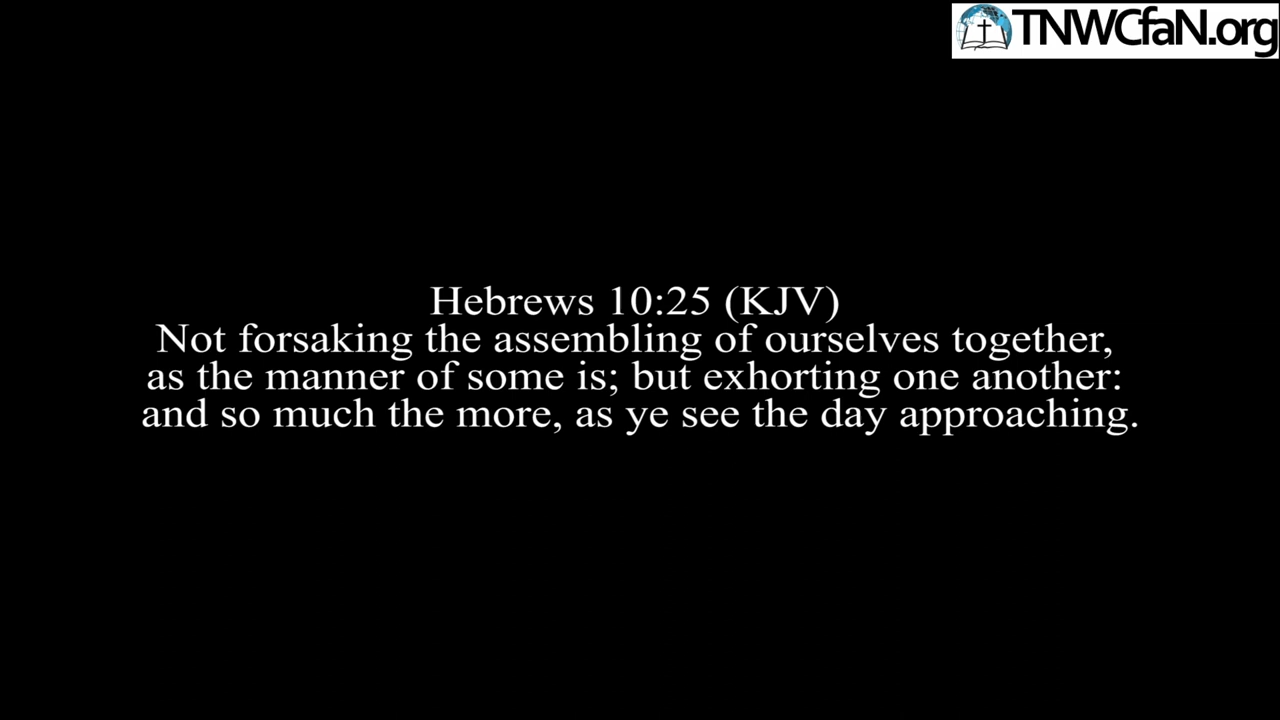 TNWCfaN.org
Hebrews 10:25 (KJV)
Not forsaking the assembling of ourselves together,
as the manner of some is; but exhorting one another:
and so much the more, as ye see the day approaching.